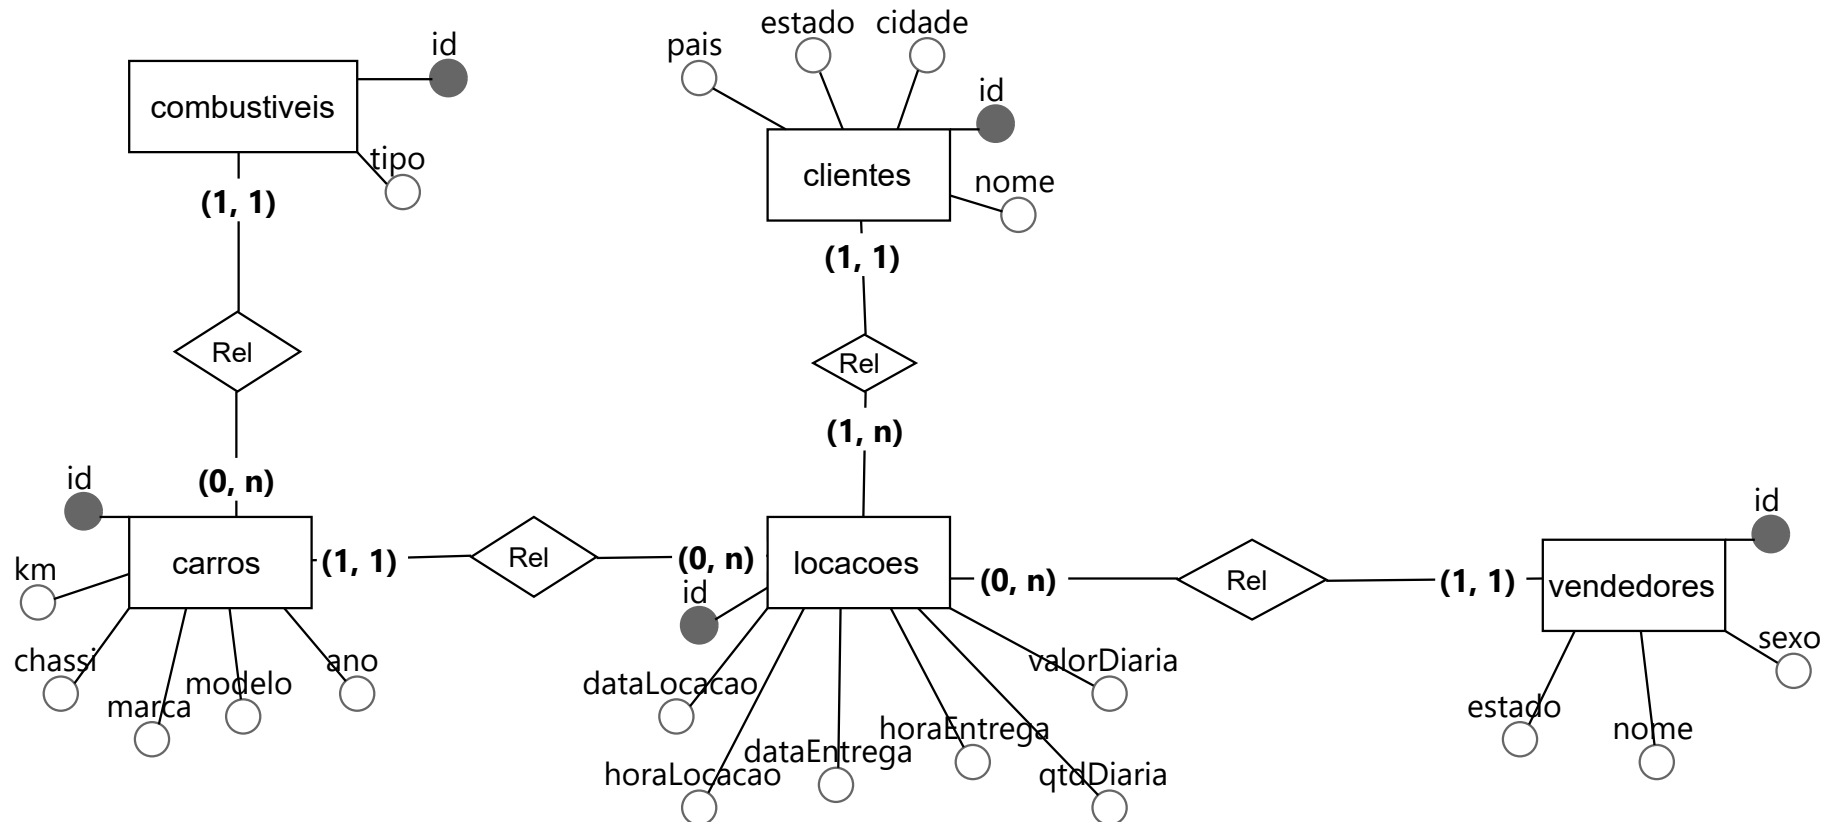 estado
cidade
pais
id
id
combustiveis
tipo
clientes
nome
(1, 1)
(1, 1)
Rel
Rel
(1, n)
id
(0, n)
id
carros
(1, 1)
Rel
(0, n)
locacoes
(0, n)
Rel
(1, 1)
vendedores
km
id
sexo
chassi
ano
valorDiaria
modelo
dataLocacao
marca
estado
nome
horaEntrega
dataEntrega
horaLocacao
qtdDiaria